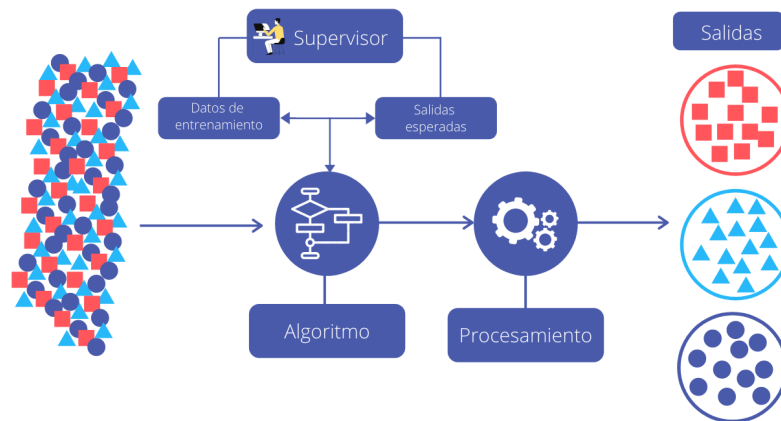 Supervisor
Salidas
Datos de
entrenamiento
Salidas
esperadas
Algoritmo
Procesamiento